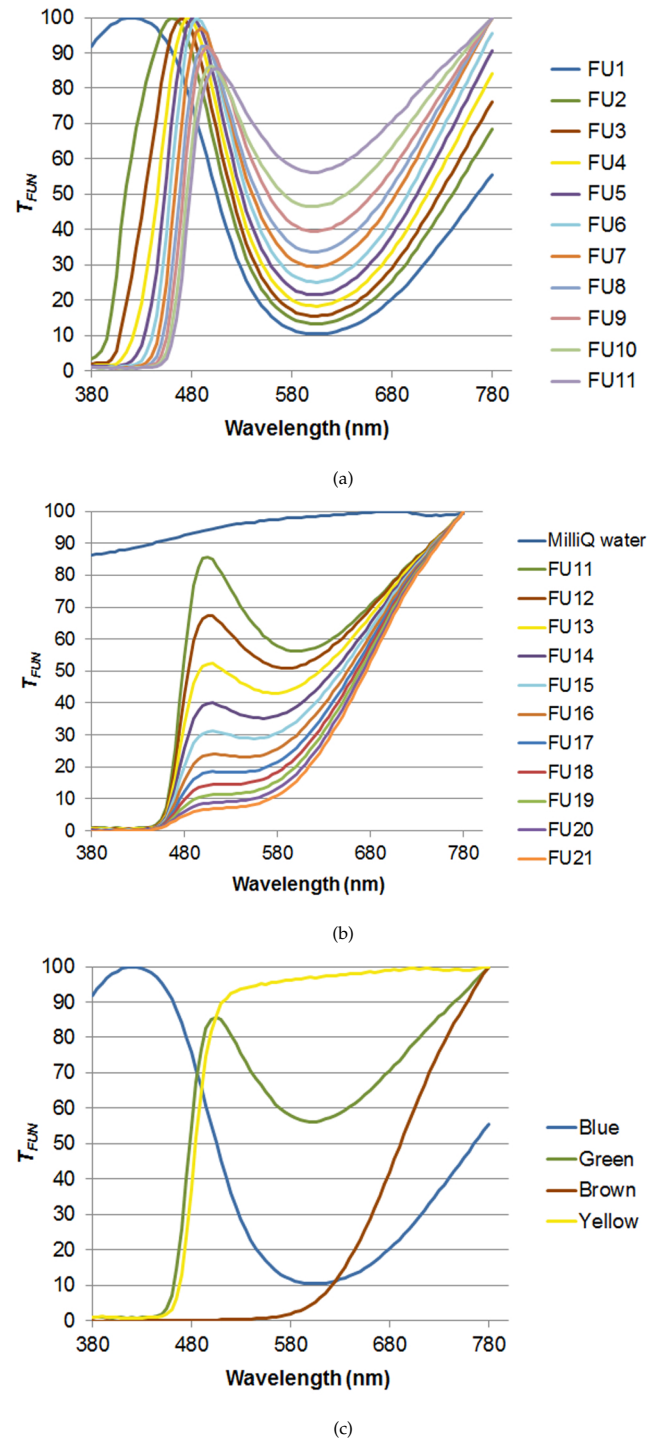 100
90
80
70
60
50
40
30
20
10
0
T_FUN
380 480 580 680 780
Wavelength (nm)
FU1
FU2
FU3
FU4
FU5
FU6
FU7
FU8
FU9
FU10
FU11
(a)
100
90
80
70
60
50
40
30
20
10
0
T_FUN
380 480 580 680 780
Wavelength (nm)
MilliQ water
FU11
FU12
FU13
FU14
FU15
FU16
FU17
FU18
FU19
FU20
FU21
(b)
100
90
80
70
60
50
40
30
20
10
0
T_FUN
380 480 580 680 780
Wavelength (nm)
Blue
Green
Brown
Yellow
(c)